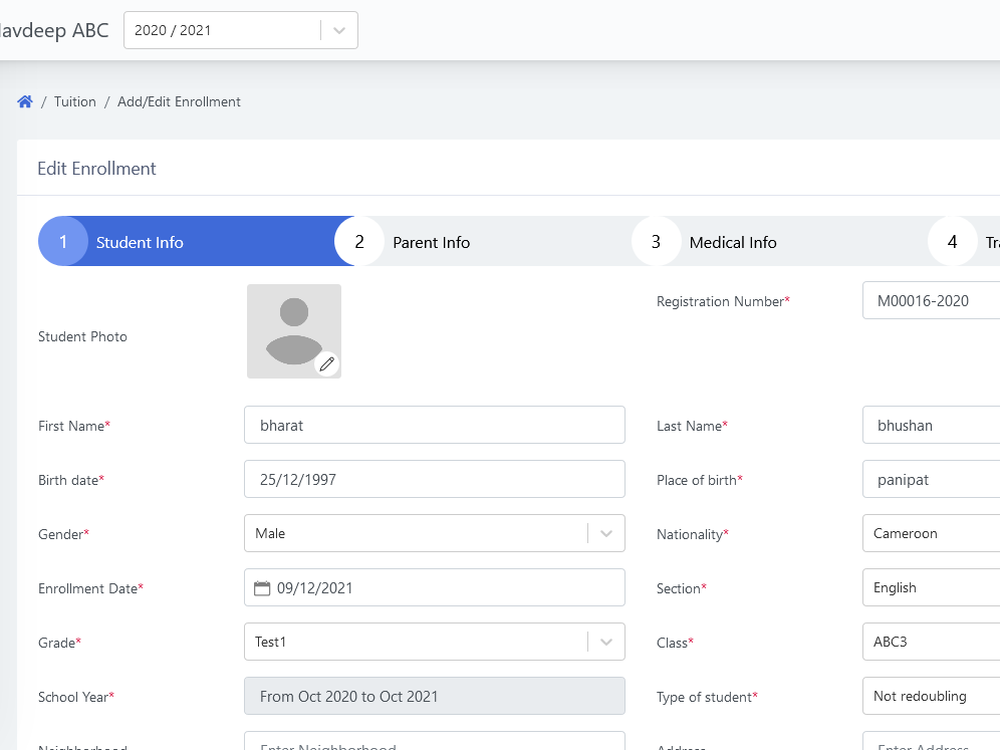 avdeep ABC 2020 / 2021
/ Tuition / Add/Edit Enrollment
Edit Enrollment
1 Student Info 2 Parent Info 3 Medical Info 4
Registration Number* M00016-2020
Student Photo
First Name* bharat Last Name* bhushan
Birth date* 25/12/1997 Place of birth* panipat
Gender* Male Nationality* Cameroon
Enrollment Date* 09/12/2021 Section* English
Grade* Test1 Class* ABC3
School Year* From Oct 2020 to Oct 2021 Type of student* Not redoubling
Neighborhood Enter Neighborhood Address Enter Address